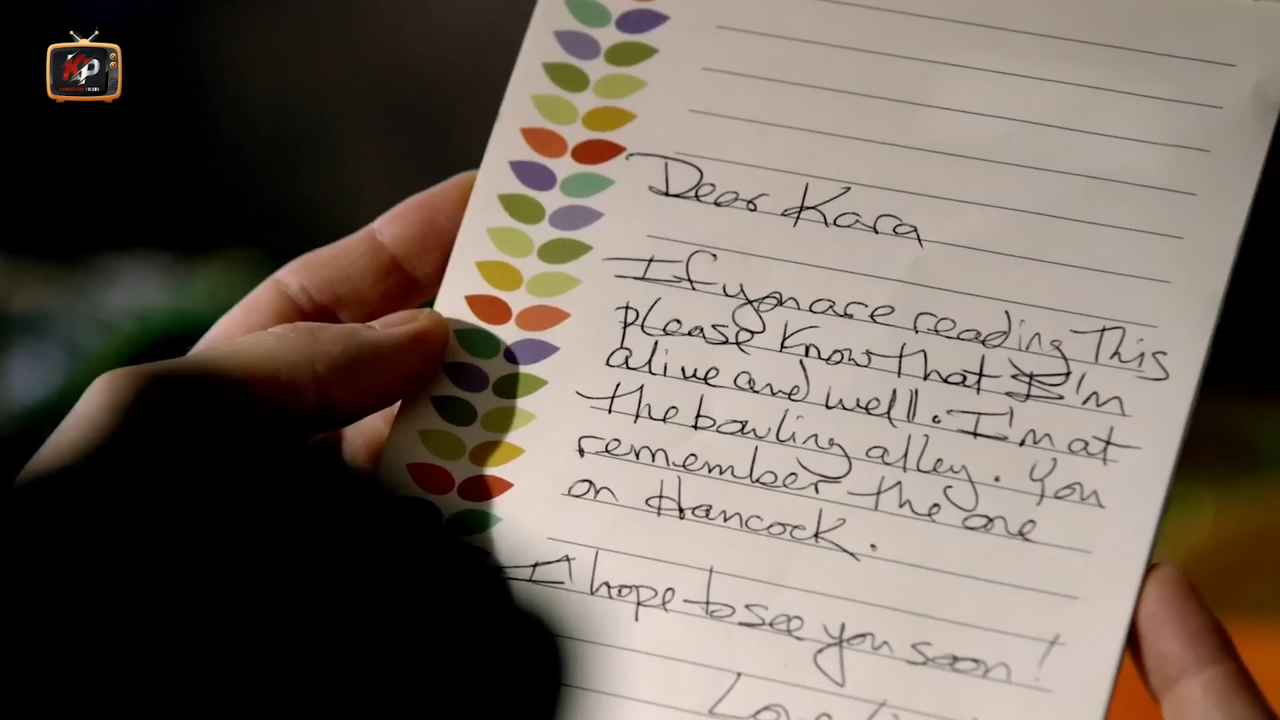 KP
Dear Kara
If you are reading This
please Know that I'm
alive and well. I'm at
the bowling alley. You
remember the one
on Hancock.
I hope to see you soon!